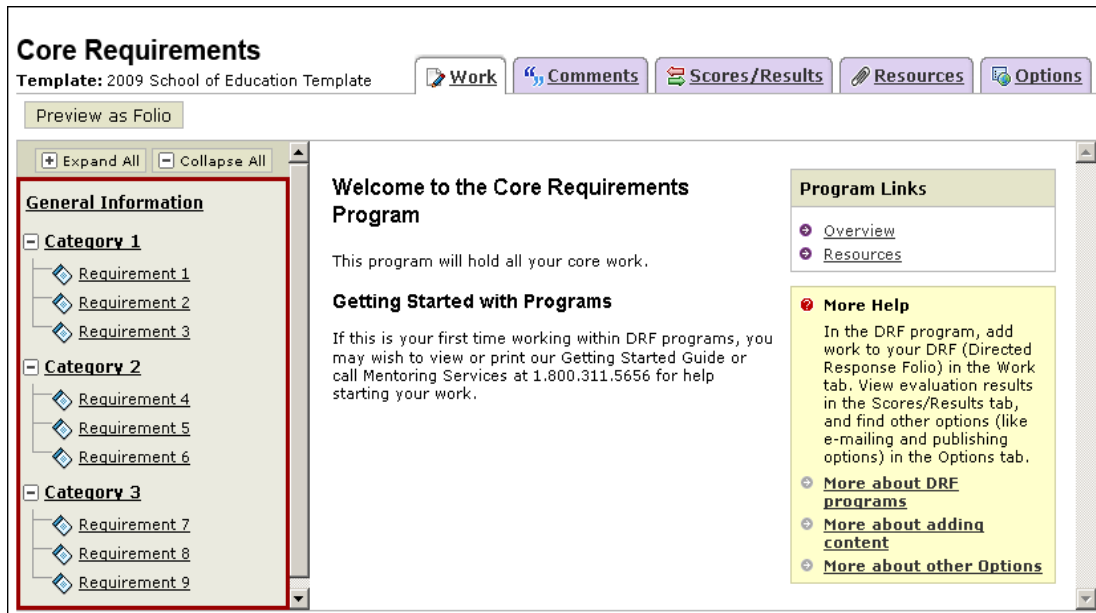 Core Requirements
Template: 2009 School of Education Template
Work
Comments
Scores/Results
Resources
Options
Preview as Folio
Expand All
Collapse All
General Information
Category 1
Requirement 1
Requirement 2
Requirement 3
Category 2
Requirement 4
Requirement 5
Requirement 6
Category 3
Requirement 7
Requirement 8
Requirement 9
Welcome to the Core Requirements
Program
This program will hold all your core work.
Getting Started with Programs
If this is your first time working within DRF programs, you
may wish to view or print our Getting Started Guide or
call Mentoring Services at 1.800.311.5656 for help
starting your work.
Program Links
Overview
Resources
More Help
In the DRF program, add
work to your DRF (Directed
Response Folio) in the Work
tab. View evaluation results
in the Scores/Results tab,
and find other options (like
e-mailing and publishing
options) in the Options tab.
More about DRF
programs
More about adding
content
More about other Options